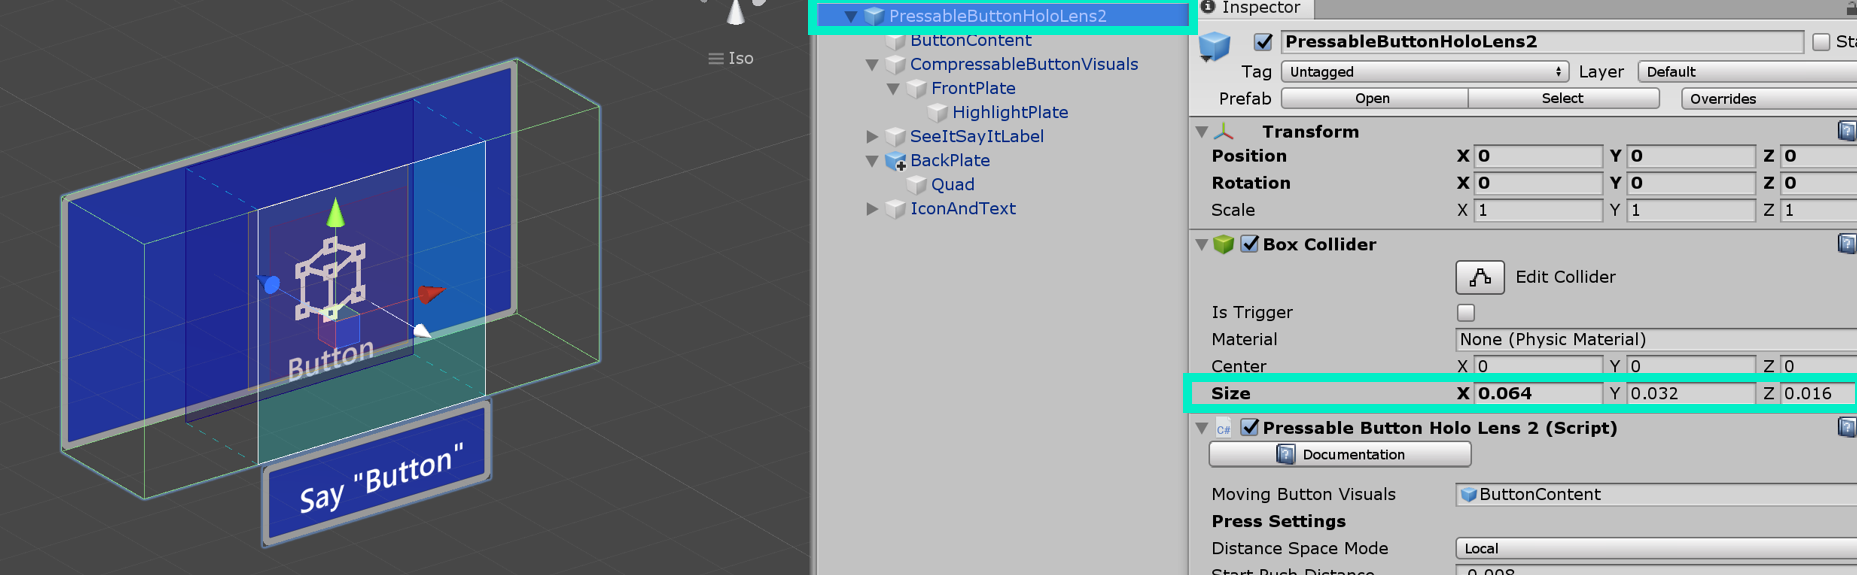 Iso
Button
Say "Button"
PressableButtonHoloLens2
ButtonContent
CompressableButtonVisuals
FrontPlate
HighlightPlate
SeeItSayItLabel
BackPlate
Quad
IconAndText
Inspector
PressableButtonHoloLens2 Sta
Tag Untagged Layer Default
Prefab Open Select Overrides
Transform
Position X 0 Y 0 Z 0
Rotation X 0 Y 0 Z 0
Scale X 1 Y 1 Z 1
Box Collider
Edit Collider
Is Trigger
Material None (Physic Material)
Center X 0 Y 0 Z 0
Size X 0.064 Y 0.032 Z 0.016
C# Pressable Button Holo Lens 2 (Script)
Documentation
Moving Button Visuals ButtonContent
Press Settings
Distance Space Mode Local
Start Push Distance -0.008